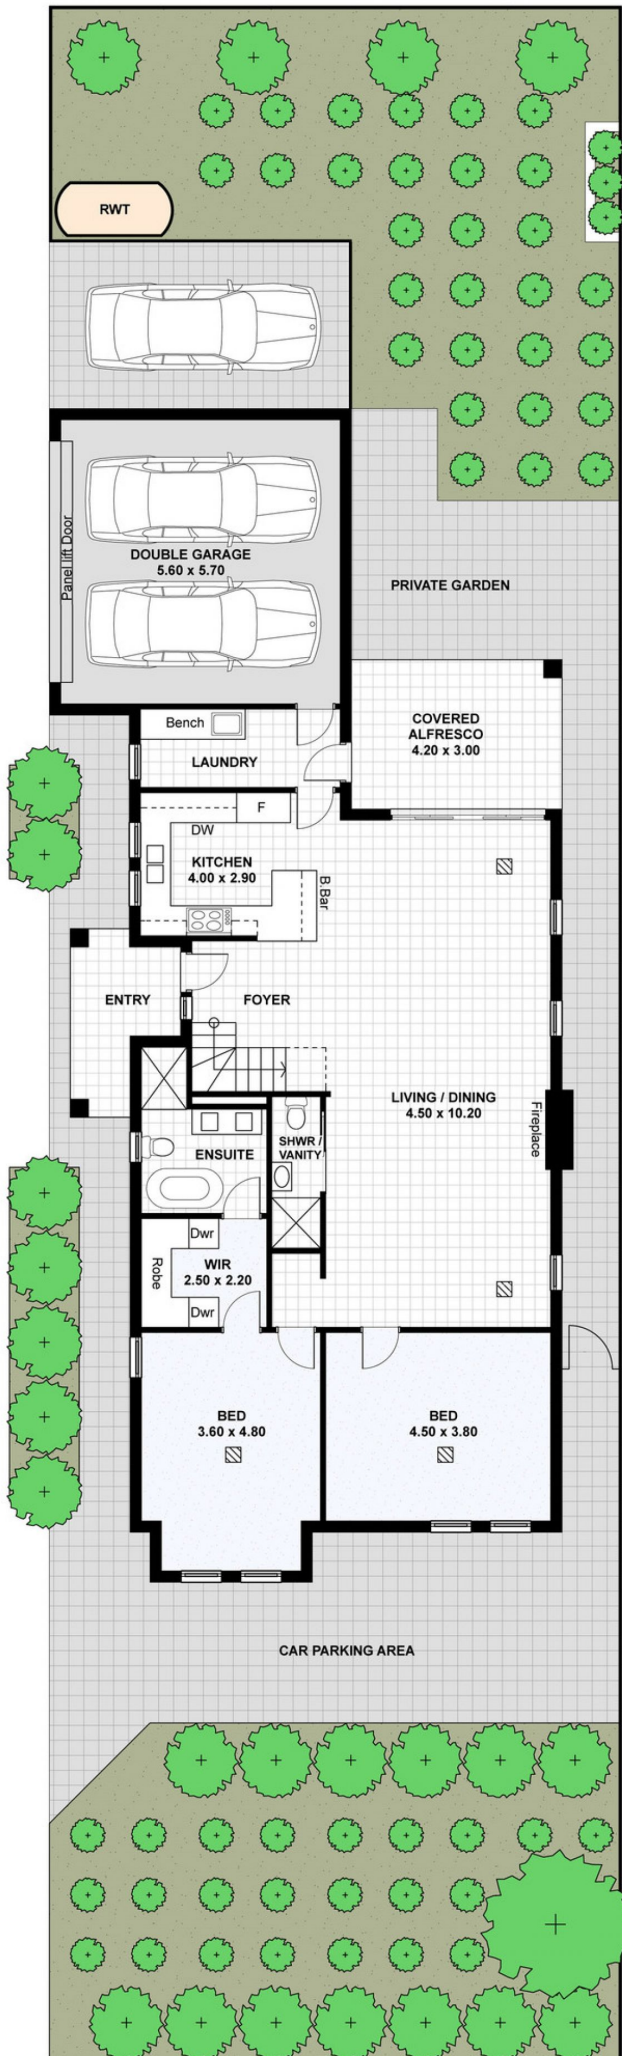 RWT
Panel lift Door
DOUBLE GARAGE
5.60 x 5.70
PRIVATE GARDEN
Bench
LAUNDRY
COVERED
ALFRESCO
4.20 x 3.00
F
DW
KITCHEN
4.00 x 2.90
B.Bar
ENTRY
FOYER
LIVING / DINING
4.50 x 10.20
Fireplace
ENSUITE
SHWR /
VANITY
Dwr
Robe
WIR
2.50 x 2.20
Dwr
BED
3.60 x 4.80
BED
4.50 x 3.80
CAR PARKING AREA